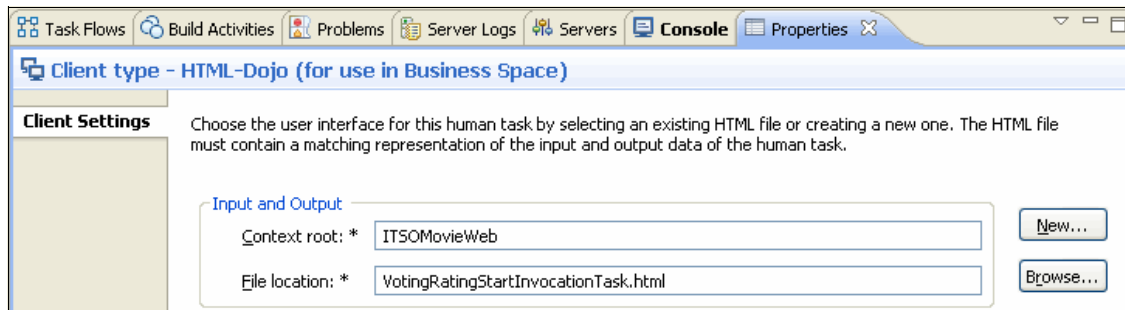 Task Flows Build Activities Problems Server Logs Servers Console Properties
Client type - HTML-Dojo (for use in Business Space)
Client Settings
Choose the user interface for this human task by selecting an existing HTML file or creating a new one. The HTML file
must contain a matching representation of the input and output data of the human task.
Input and Output
Context root: * ITSOMovieWeb
New...
File location: * VotingRatingStartInvocationTask.html
Browse...